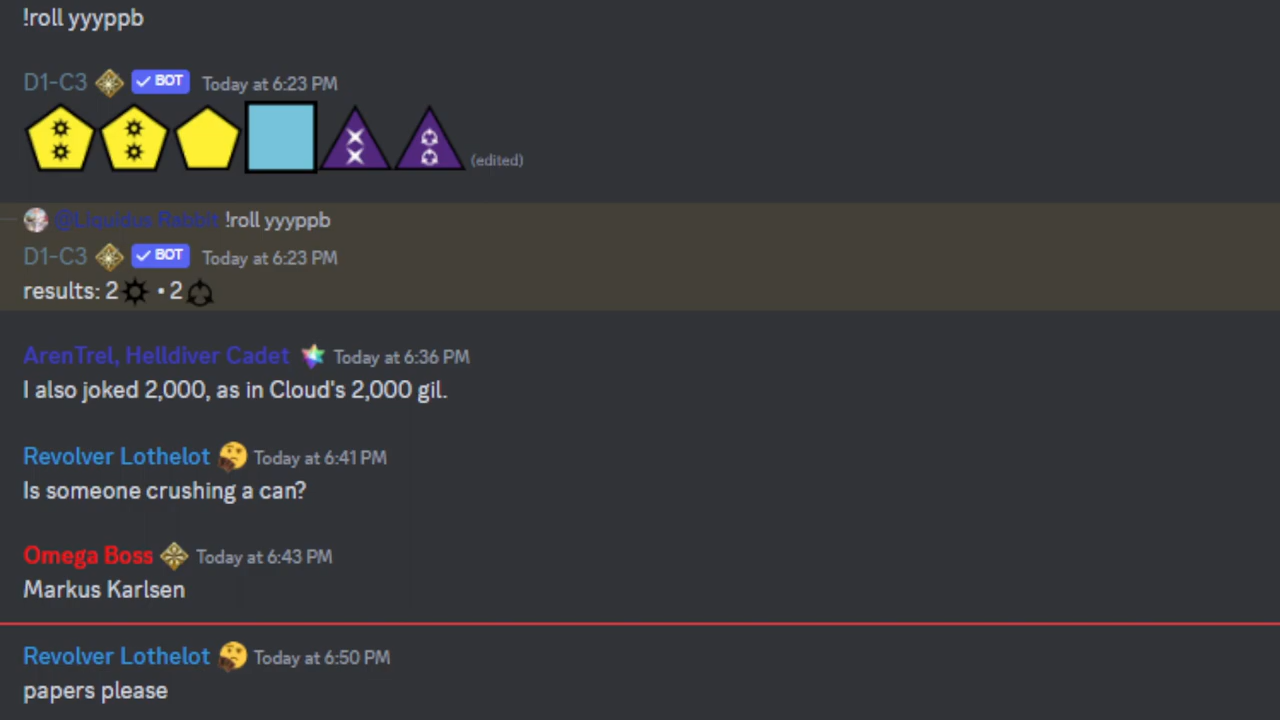 !roll yyyppb
D1-C3 BOT Today at 6:23 PM
(edited)
@Liquidus Rabbit !roll yyyppb
D1-C3 BOT Today at 6:23 PM
results: 2 • 2
ArenTrel, Helldiver Cadet Today at 6:36 PM
I also joked 2,000, as in Cloud's 2,000 gil.
Revolver Lothelot Today at 6:41 PM
Is someone crushing a can?
Omega Boss Today at 6:43 PM
Markus Karlsen
Revolver Lothelot Today at 6:50 PM
papers please